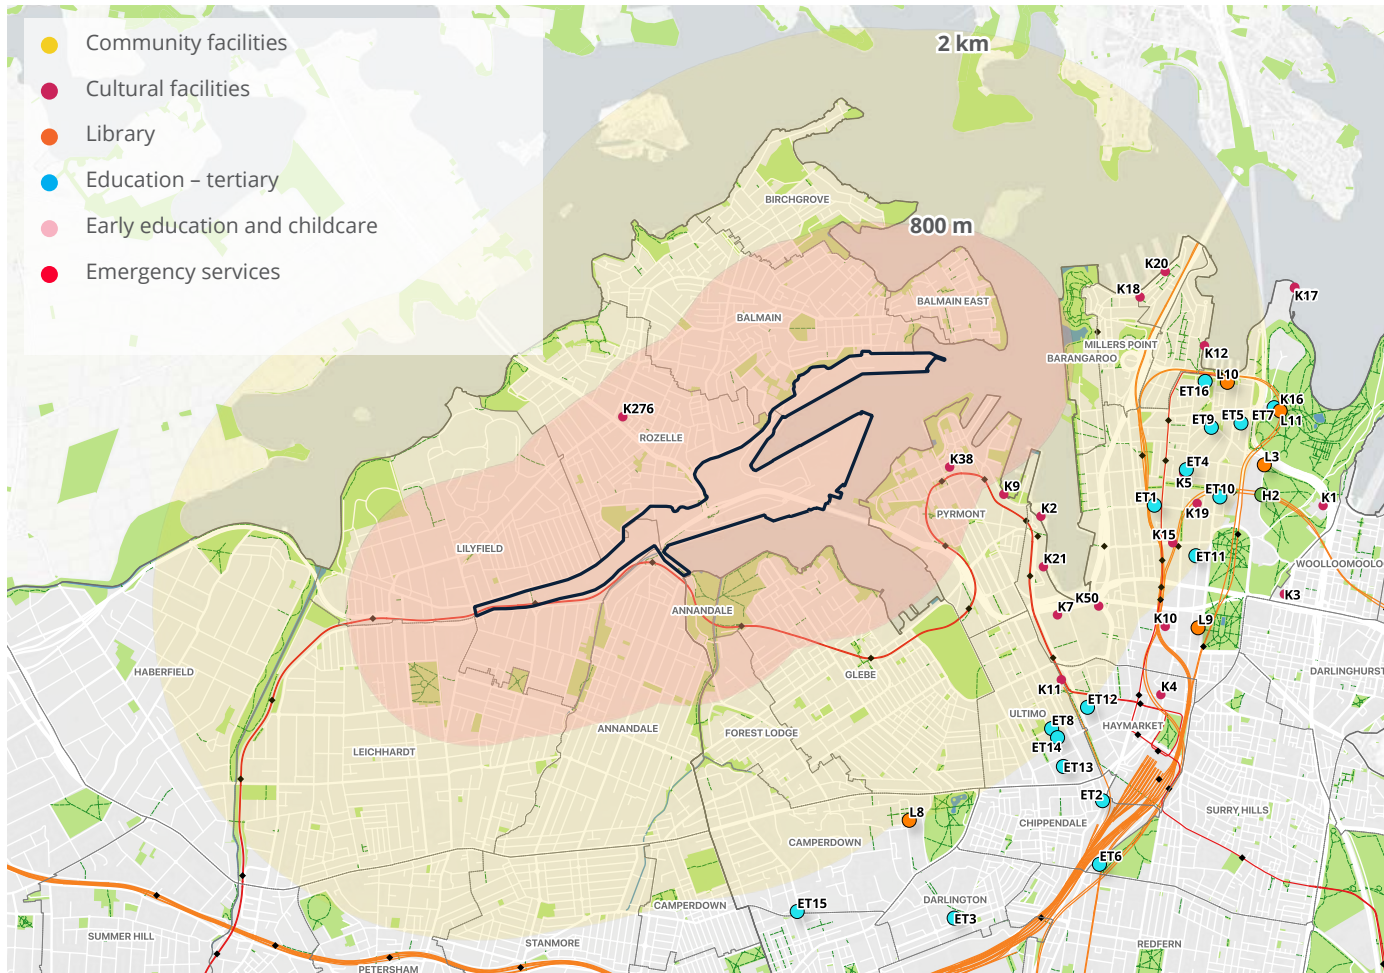 Community facilities
Cultural facilities
Library
Education – tertiary
Early education and childcare
Emergency services
2 km
800 m
BIRCHGROVE
BALMAIN EAST
BALMAIN
K20
K18
K17
MILLERS POINT
BARANGAROO
K12
L10
ET16
K276
ROZELLE
K16
ET9
ET5
ET7
L11
K38
ET4
L3
K5
K9
ET10
H2
K1
ET1
K2
K19
PYRMONT
LILYFIELD
K15
K21
ET11
WOOLLOOMOOLO
K3
ANNANDALE
K7
K50
K10
L9
HABERFIELD
GLEBE
DARLINGHURST
K11
K4
ET12
ULTIMO
ET8
HAYMARKET
ANNANDALE
FOREST LODGE
LEICHHARDT
ET14
ET13
ET2
L8
SURRY HILLS
CHIPPENDALE
CAMPERDOWN
ET6
CAMPERDOWN
ET15
DARLINGTON
ET3
SUMMER HILL
STANMORE
REDFERN
PETERSHAM